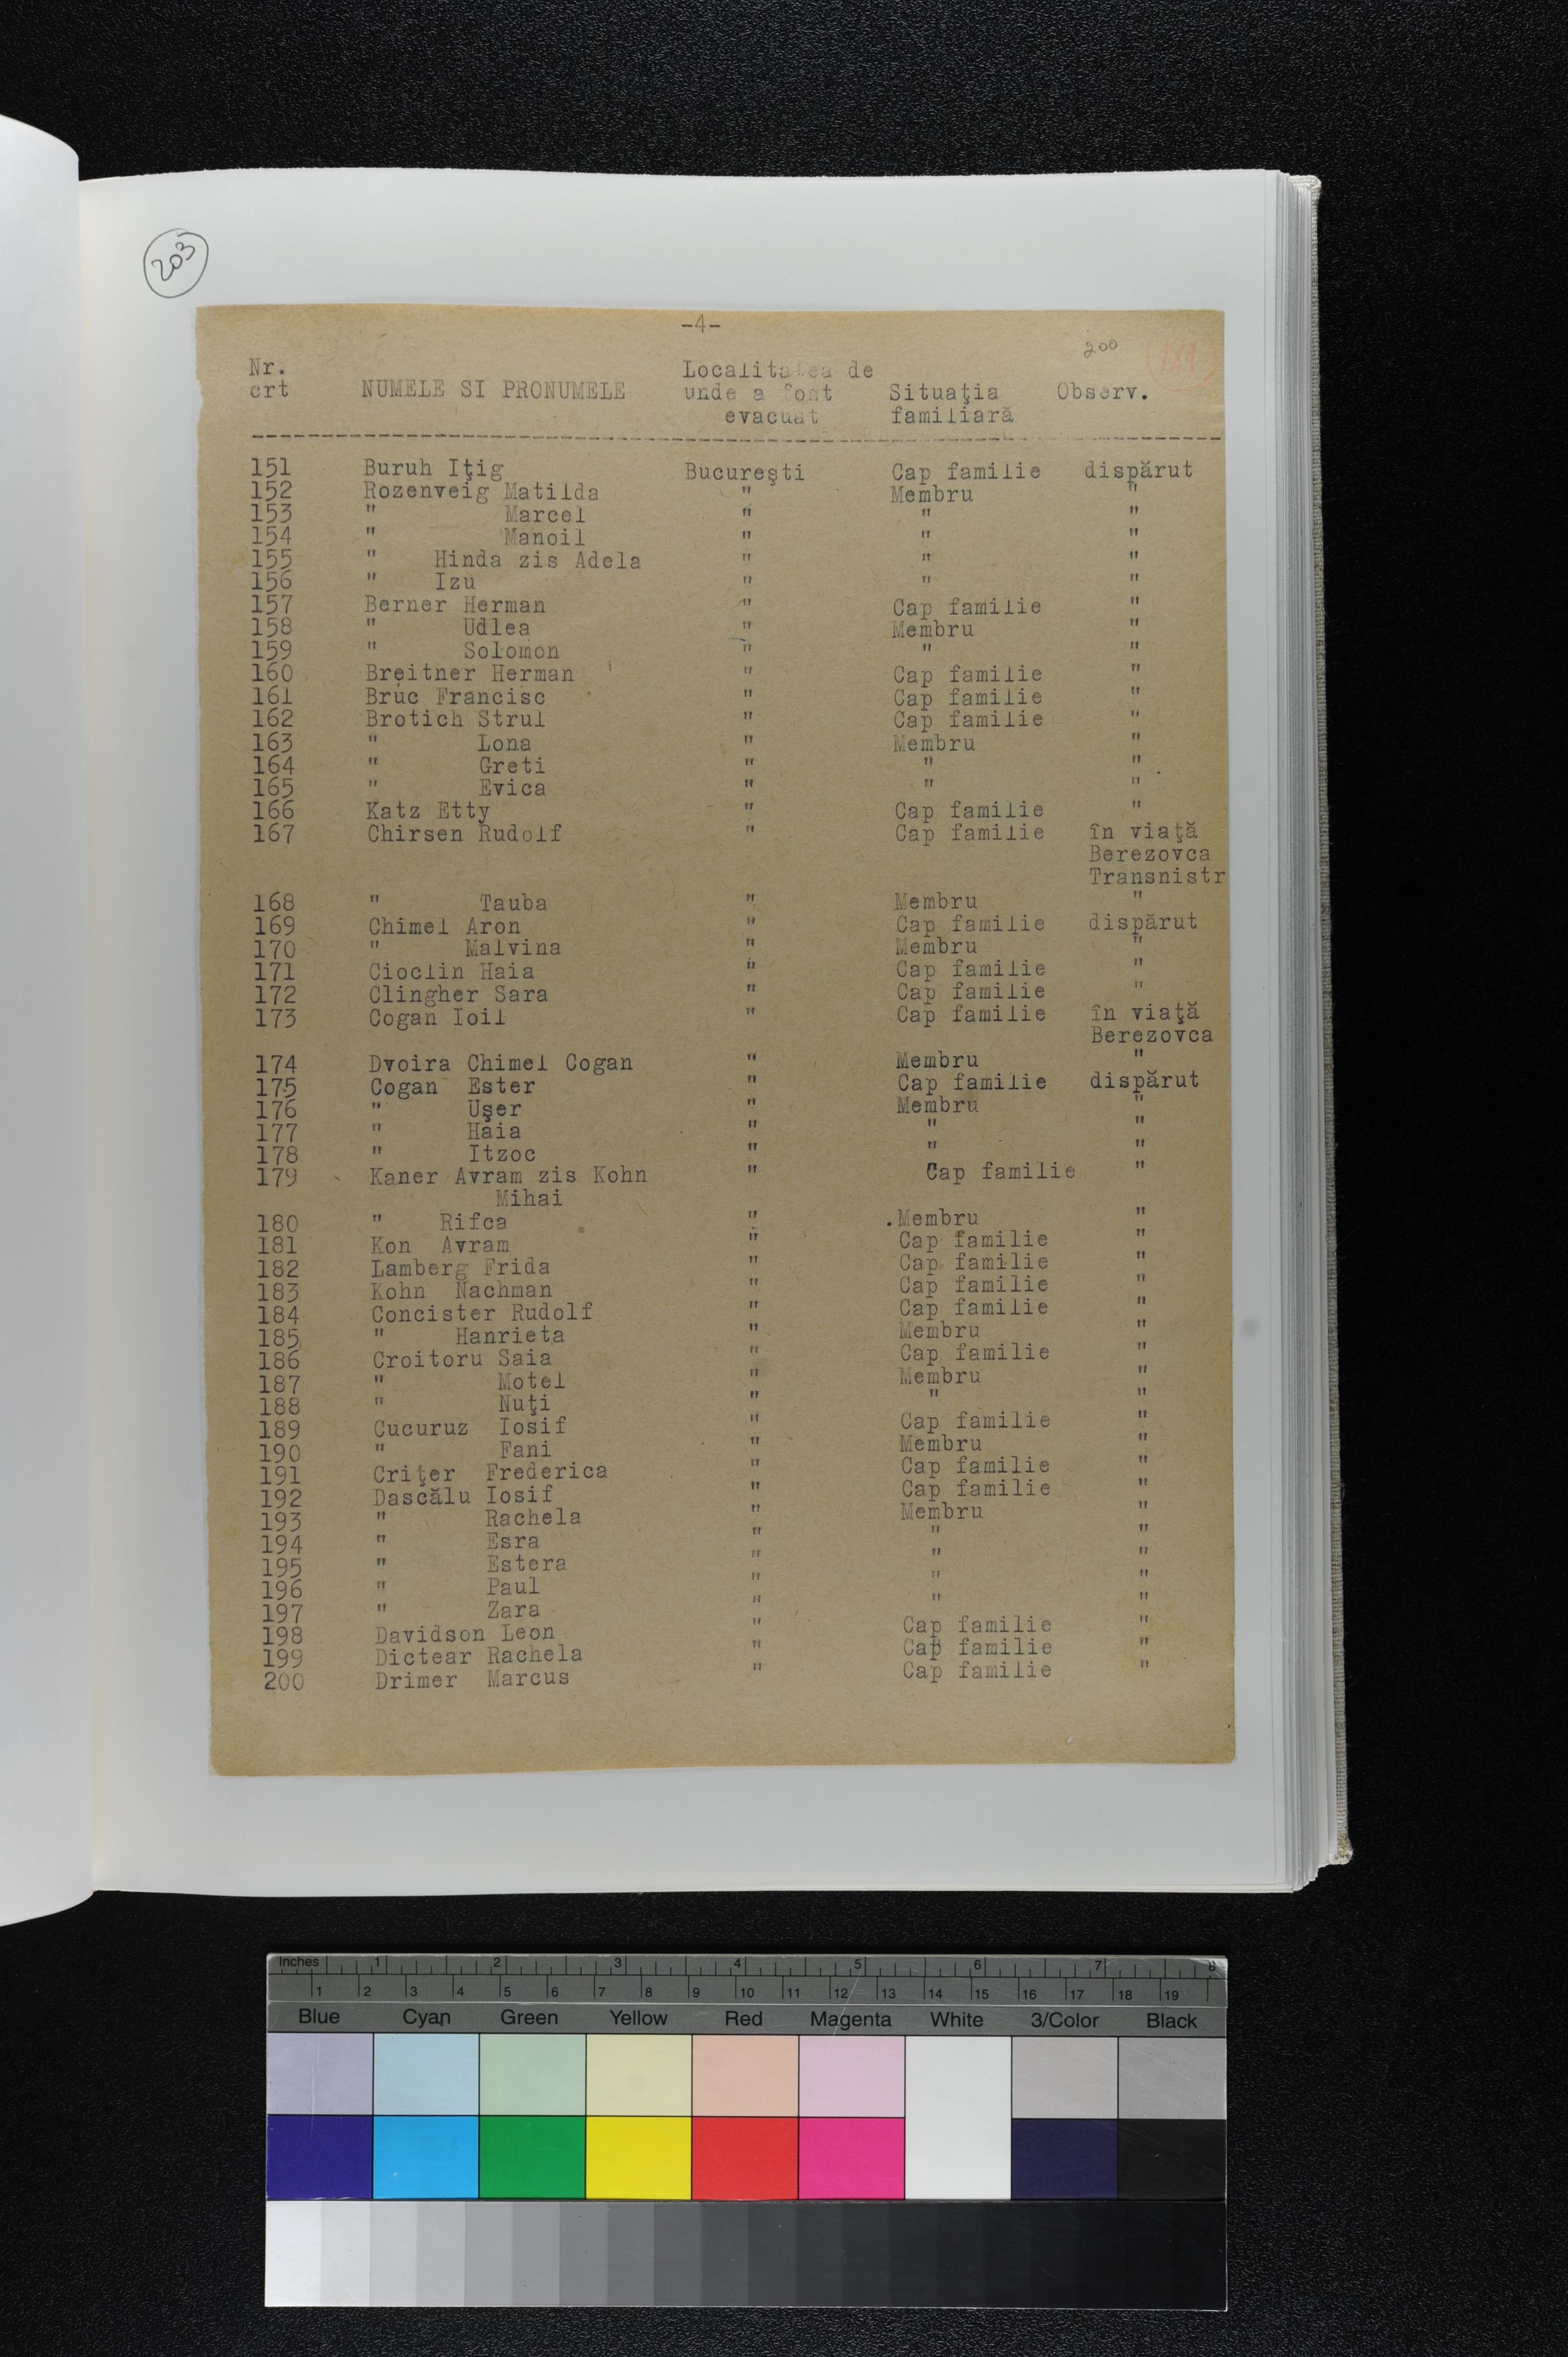 203
-4-
200
181
Nr. Localitatea de
crt NUMELE SI PRONUMELE unde a fost Situaţia Observ.
evacuat familiară
151 Buruh Iţig Bucureşti Cap familie dispărut
152 Rozenveig Matilda " Membru "
153 " Marcel " " "
154 " Manoil " " "
155 " Hinda zis Adela " " "
156 " Izu " " "
157 Berner Herman " Cap familie "
158 " Udlea " Membru "
159 " Solomon " " "
160 Breitner Herman " Cap familie "
161 Bruc Francisc " Cap familie "
162 Brotich Strul " Cap familie "
163 " Lona " Membru "
164 " Greti " " "
165 " Evica " " "
166 Katz Etty " Cap familie "
167 Chirsen Rudolf " Cap familie în viaţă
Berezovca
Transnistr
168 " Tauba " Membru "
169 Chimel Aron " Cap familie dispărut
170 " Malvina " Membru "
171 Cioclin Haia " Cap familie "
172 Clingher Sara " Cap familie "
173 Cogan Ioil " Cap familie în viaţă
Berezovca
174 Dvoira Chimel Cogan " Membru "
175 Cogan Ester " Cap familie dispărut
176 " Uşer " Membru "
177 " Haia " " "
178 " Itzoc " " "
179 Kaner Avram zis Kohn " Cap familie "
Mihai
180 " Rifca " .Membru "
181 Kon Avram " Cap familie "
182 Lamberg Frida " Cap familie "
183 Kohn Nachman " Cap familie "
184 Concister Rudolf " Cap familie "
185 " Hanrieta " Membru "
186 Croitoru Saia " Cap familie "
187 " Motel " Membru "
188 " Nuţi " " "
189 Cucuruz Iosif " Cap familie "
190 " Fani " Membru "
191 Criţer Frederica " Cap familie "
192 Dascălu Iosif " Cap familie "
193 " Rachela " Membru "
194 " Esra " " "
195 " Estera " " "
196 " Paul " " "
197 " Zara " " "
198 Davidson Leon " Cap familie "
199 Dictear Rachela " Cap familie "
200 Drimer Marcus " Cap familie "
Inches 1 2 3 4 5 6 7 8
1 2 3 4 5 6 7 8 9 10 11 12 13 14 15 16 17 18 19
Blue Cyan Green Yellow Red Magenta White 3/Color Black